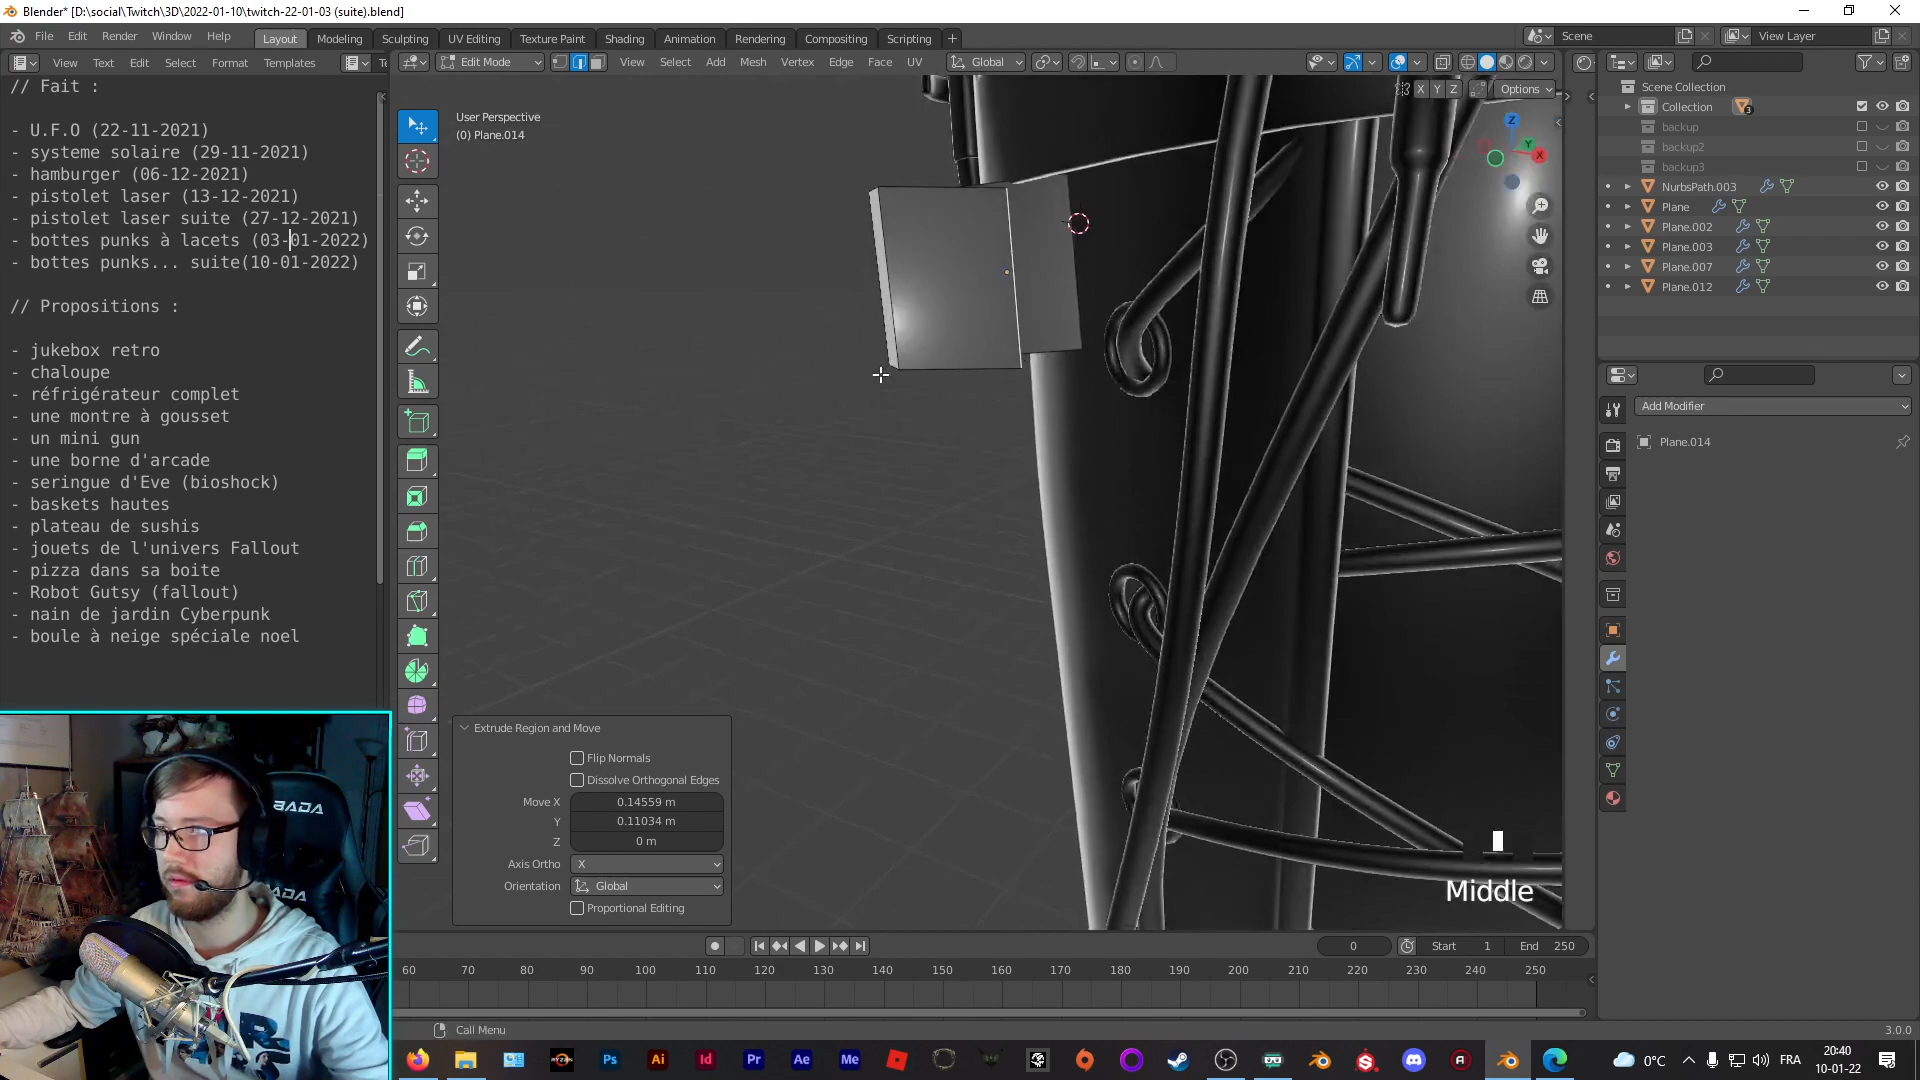 Blender* [D:\social\Twitch\3D\2022-01-10\twitch-22-01-03 (suite).blend]
File Edit Render Window Help
Layout Modeling Sculpting UV Editing Texture Paint Shading Animation Rendering Compositing Scripting
Scene
View Layer
View Text Edit Select Format Templates
Edit Mode
View Select Add Mesh Vertex Edge Face UV
Global
X Y Z
Options
// Fait :
- U.F.O (22-11-2021)
- systeme solaire (29-11-2021)
- hamburger (06-12-2021)
- pistolet laser (13-12-2021)
- pistolet laser suite (27-12-2021)
- bottes punks à lacets (03-01-2022)
- bottes punks... suite(10-01-2022)
// Propositions :
- jukebox retro
- chaloupe
- réfrigérateur complet
- une montre à gousset
- un mini gun
- une borne d'arcade
- seringue d'Eve (bioshock)
- baskets hautes
- plateau de sushis
- jouets de l'univers Fallout
- pizza dans sa boite
- Robot Gutsy (fallout)
- nain de jardin Cyberpunk
- boule à neige spéciale noel
User Perspective
(0) Plane.014
Z
Y
X
Scene Collection
Collection
3
backup
backup2
backup3
NurbsPath.003
Plane
Plane.002
Plane.003
Plane.007
Plane.012
Add Modifier
Plane.014
Extrude Region and Move
Flip Normals
Dissolve Orthogonal Edges
Move X 0.14559 m
Y 0.11034 m
Z 0 m
Axis Ortho X
Orientation Global
Proportional Editing
Middle
0
Start 1
End 250
60 70 80 90 100 110 120 130 140 150 160 170 180 190 200 210 220 230 240 250
Call Menu
3.0.0
Ps Ai Id Pr Ae Me
0°C
FRA
20:40
10-01-22